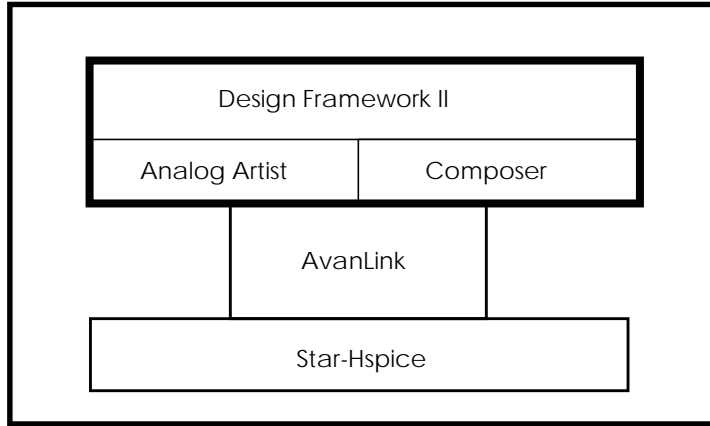 Design Framework II
Analog Artist
Composer
AvanLink
Star-Hspice